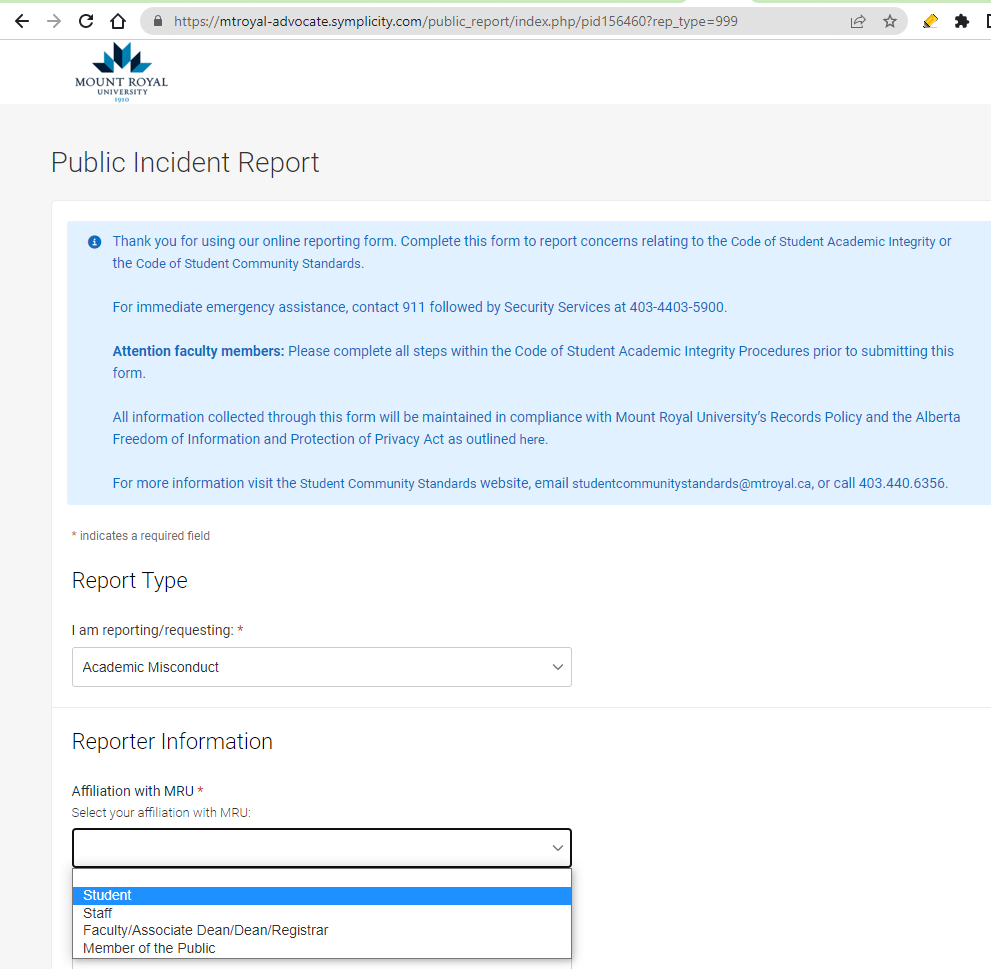 https://mtroyal-advocate.symplicity.com/public_report/index.php/pid156460?rep_type=999
MOUNT ROYAL
UNIVERSITY
1910
Public Incident Report
Thank you for using our online reporting form. Complete this form to report concerns relating to the Code of Student Academic Integrity or
the Code of Student Community Standards.
For immediate emergency assistance, contact 911 followed by Security Services at 403-4403-5900.
Attention faculty members: Please complete all steps within the Code of Student Academic Integrity Procedures prior to submitting this
form.
All information collected through this form will be maintained in compliance with Mount Royal University's Records Policy and the Alberta
Freedom of Information and Protection of Privacy Act as outlined here.
For more information visit the Student Community Standards website, email studentcommunitystandards@mtroyal.ca, or call 403.440.6356.
* indicates a required field
Report Type
I am reporting/requesting: *
Academic Misconduct
Reporter Information
Affiliation with MRU *
Select your affiliation with MRU:
Student
Staff
Faculty/Associate Dean/Dean/Registrar
Member of the Public